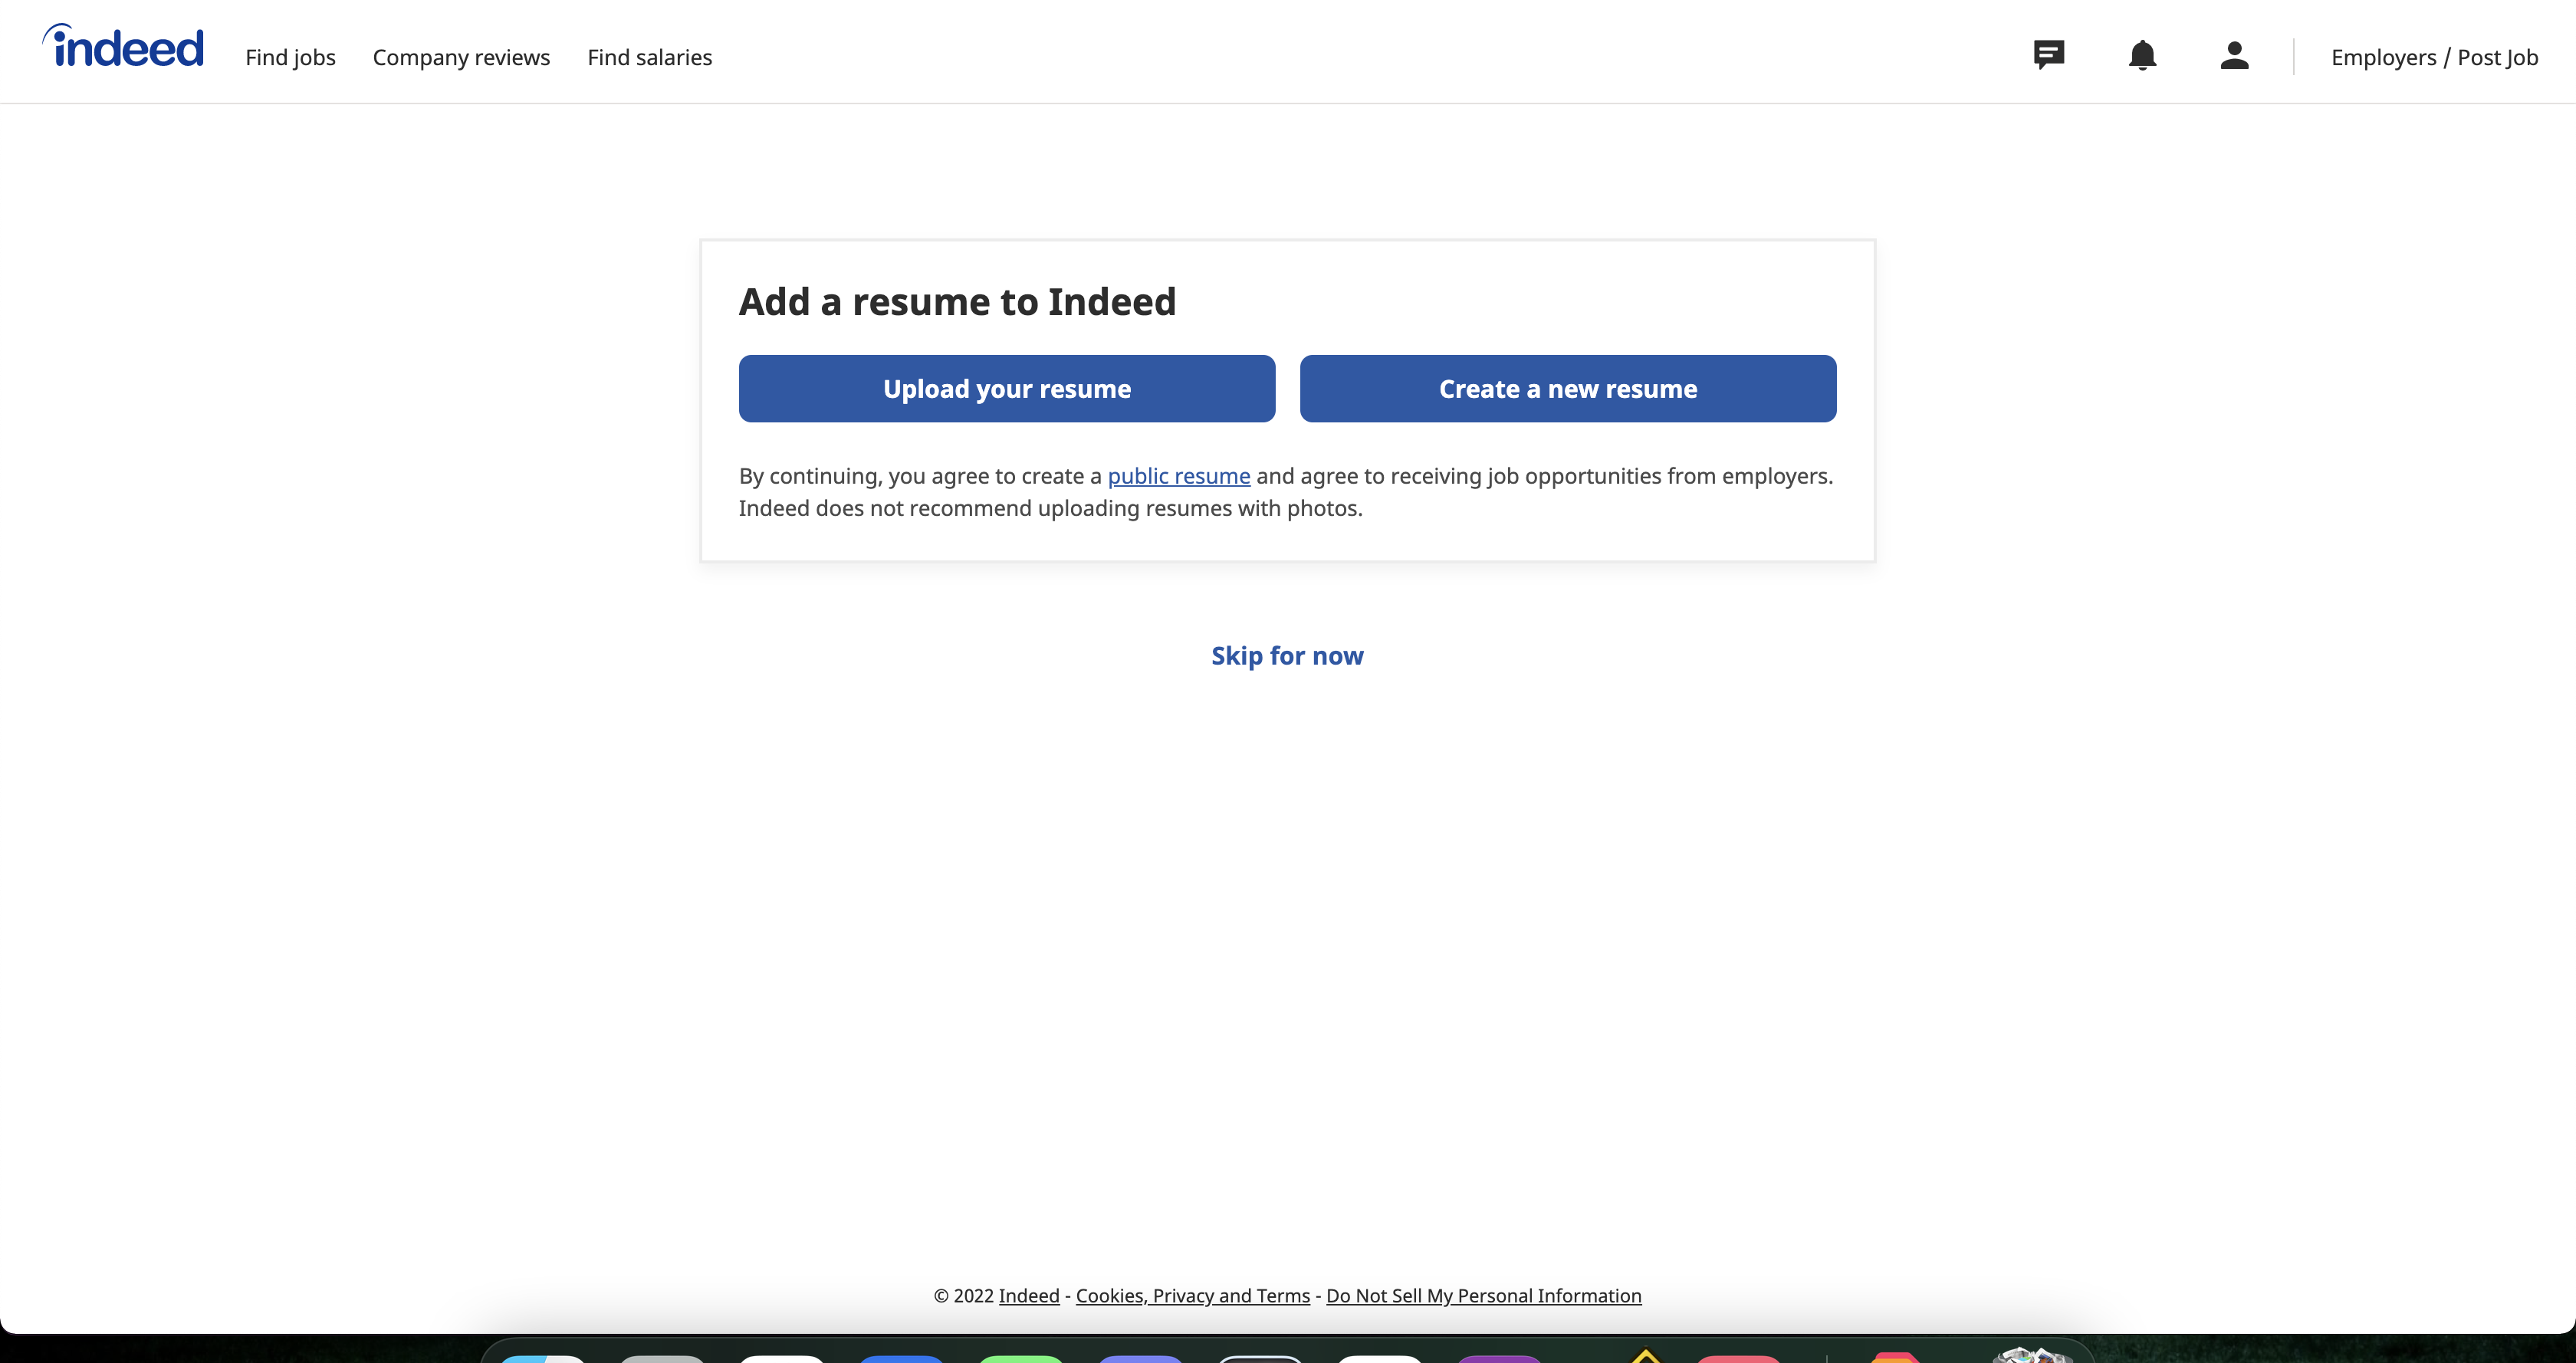 indeed
Find jobs
Company reviews
Find salaries
Employers / Post Job
Add a resume to Indeed
Upload your resume
Create a new resume
By continuing, you agree to create a public resume and agree to receiving job opportunities from employers.
Indeed does not recommend uploading resumes with photos.
Skip for now
© 2022 Indeed - Cookies, Privacy and Terms - Do Not Sell My Personal Information